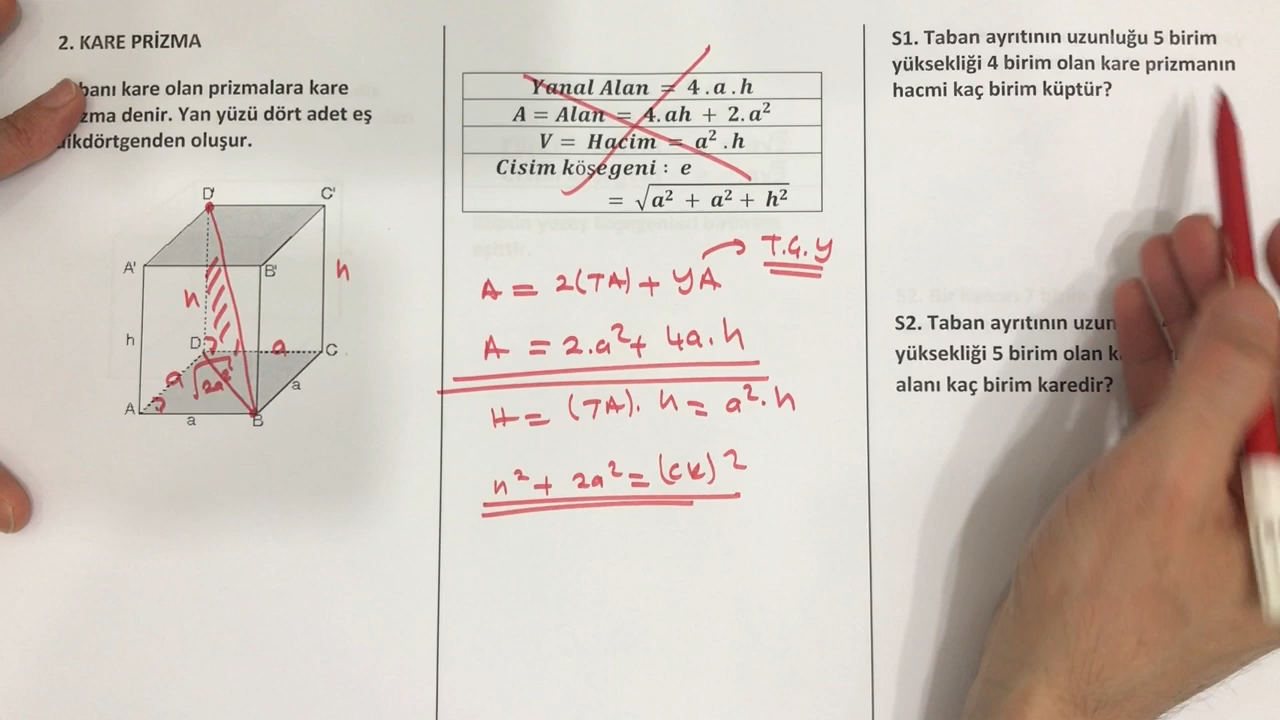 2. KARE PRİZMA
banı kare olan prizmalara kare
zma denir. Yan yüzü dört adet eş
ikdörtgenden oluşur.
D'
C'
A'
B'
h
h
h
D
a
C
a
√2a²
a
A
a
B
Yanal Alan = 4.a.h
A = Alan = 4.ah + 2.a²
V = Hacim = a².h
Cisim köşegeni : e
= √a² + a² + h²
A = 2(TA) + YA → T.Ç.Y
A = 2.a² + 4a.h
H = (TA). h = a².h
h² + 2a² = (ck)²
S1. Taban ayrıtının uzunluğu 5 birim
yüksekliği 4 birim olan kare prizmanın
hacmi kaç birim küptür?
S2. Taban ayrıtının uzun
yüksekliği 5 birim olan k
alanı kaç birim karedir?